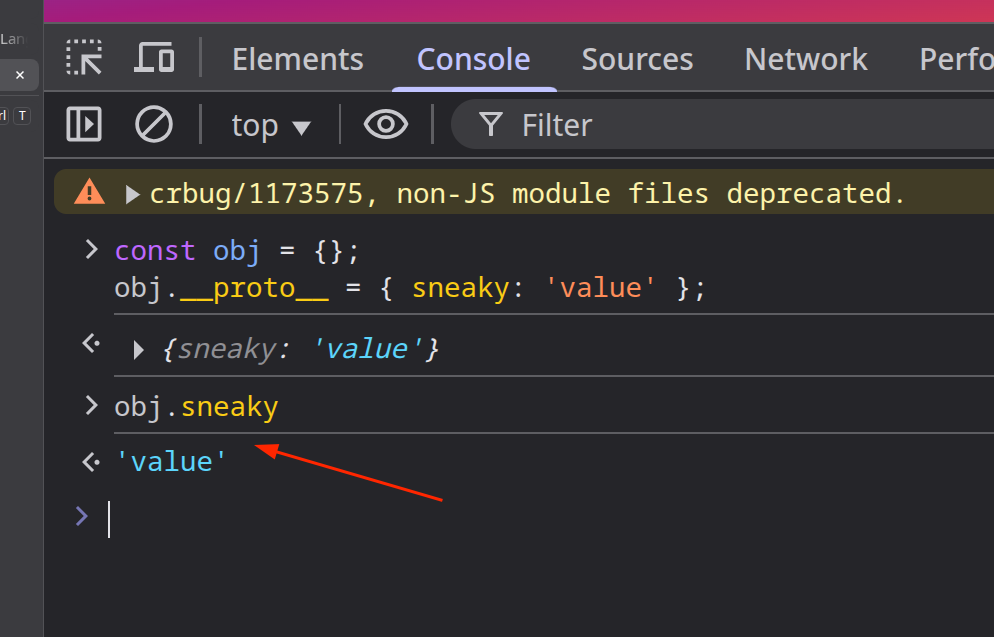 Lan
×
T
Elements Console Sources Network Perfo
top Filter
crbug/1173575, non-JS module files deprecated.
const obj = {};
obj.__proto__ = { sneaky: 'value' };
{sneaky: 'value'}
obj.sneaky
'value'